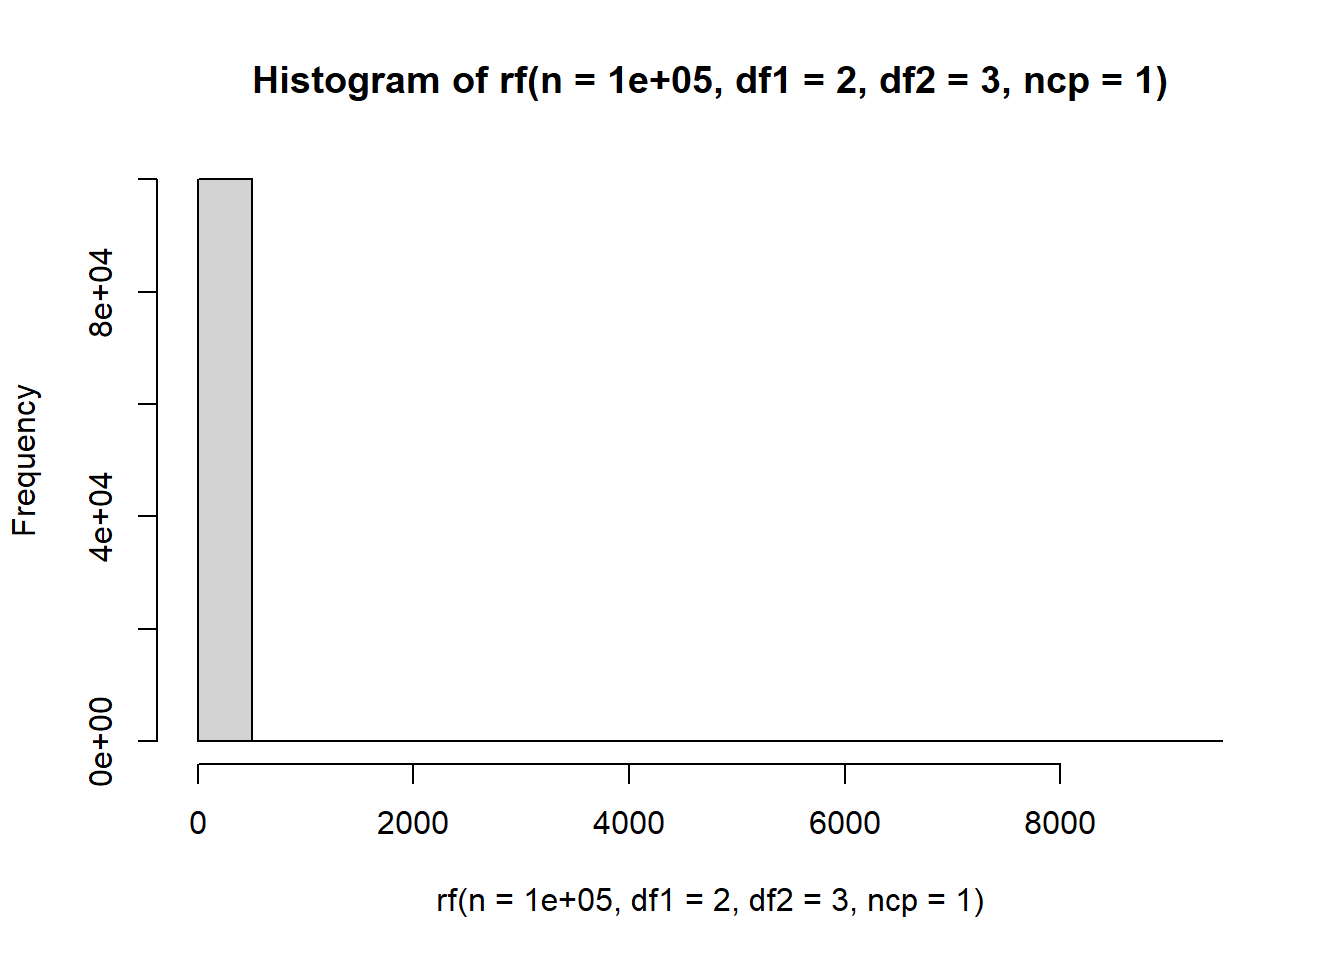 Histogram of rf(n = 1e+05, df1 = 2, df2 = 3, ncp = 1)
Frequency
8e+04
4e+04
0e+00
0 2000 4000 6000 8000
rf(n = 1e+05, df1 = 2, df2 = 3, ncp = 1)